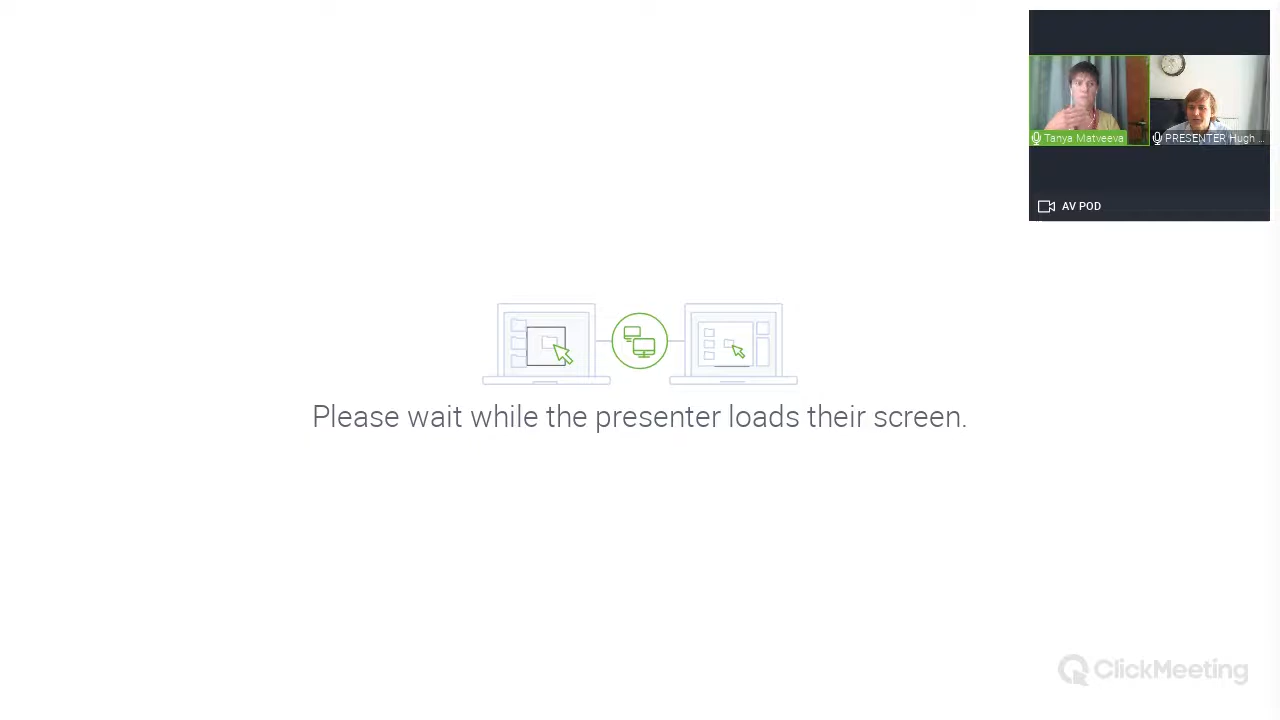 Tanya Matveeva
PRESENTER Hugh ...
AV POD
Please wait while the presenter loads their screen.
ClickMeeting